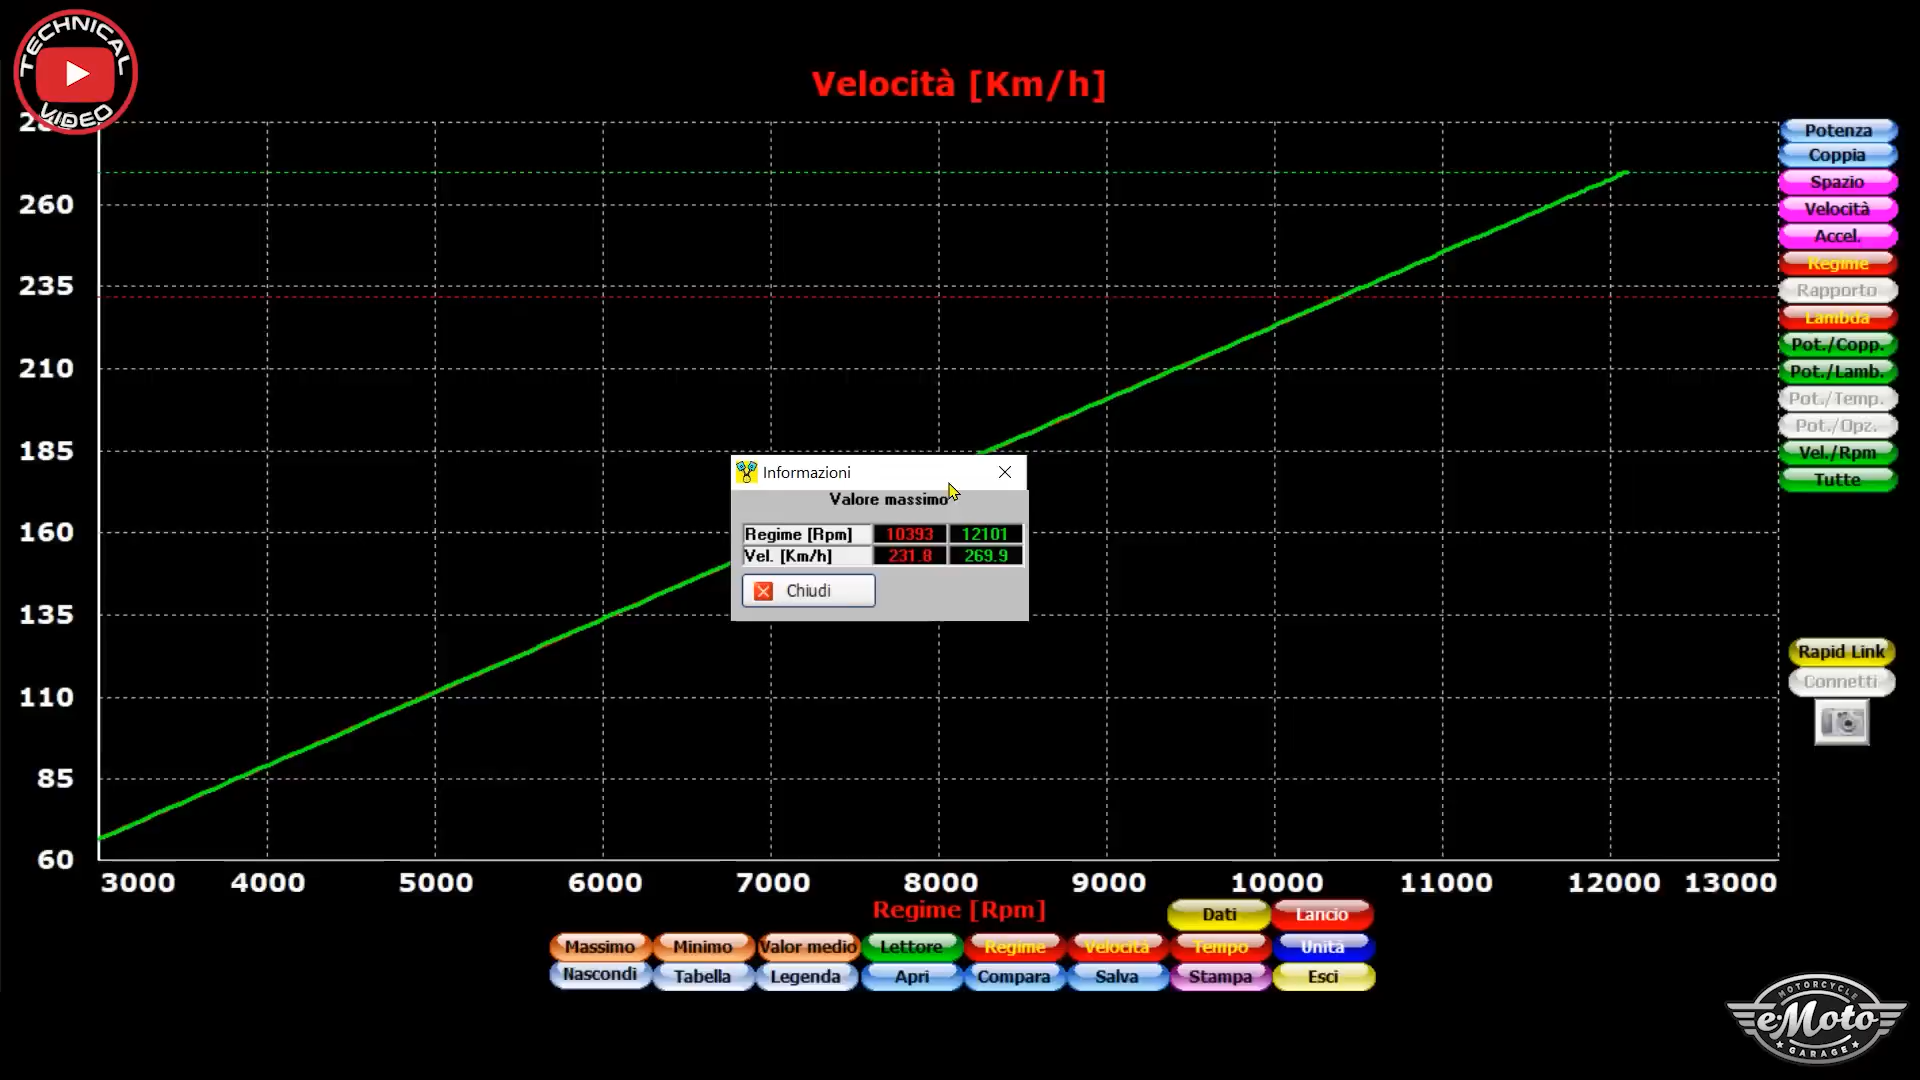 TECHNICAL
VIDEO
Velocità [Km/h]
260
235
210
185
160
135
110
85
60
3000 4000 5000 6000 7000 8000 9000 10000 11000 12000 13000
Regime [Rpm]
Informazioni
Valore massimo
Regime [Rpm] 10393 12101
Vel. [Km/h] 231.8 269.9
Chiudi
Potenza
Coppia
Spazio
Velocità
Accel.
Regime
Rapporto
Lambda
Pot./Copp.
Pot./Lamb.
Pot./Temp.
Pot./Opz.
Vel./Rpm
Tutte
Rapid Link
Connetti
Dati Lancio
Massimo Minimo Valor medio Lettore Regime Velocità Tempo Unità
Nascondi Tabella Legenda Apri Compara Salva Stampa Esci
MOTORCYCLE
eMoto
GARAGE